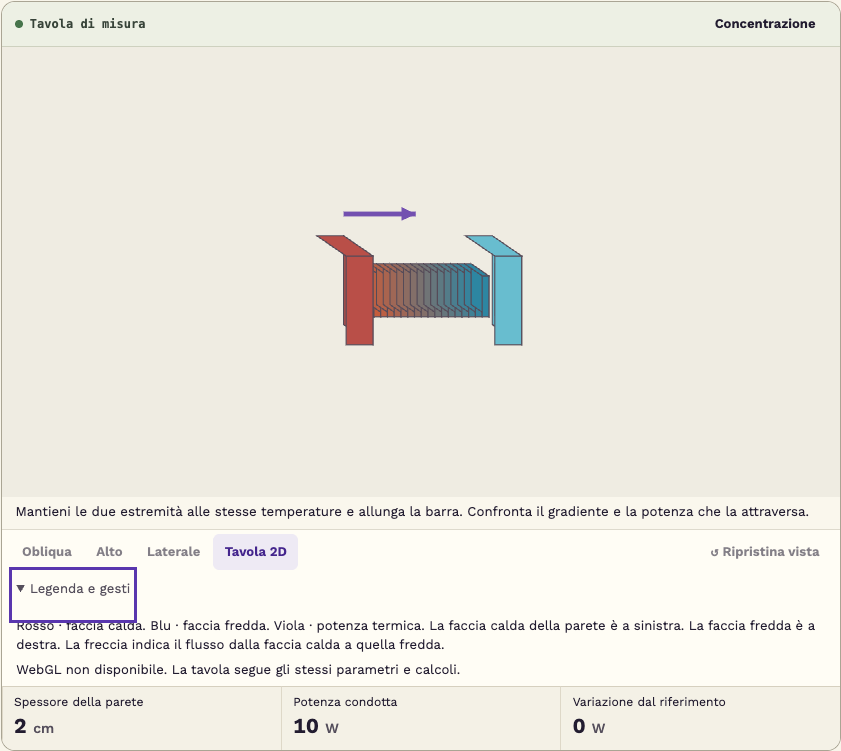 Tavola di misura
Concentrazione
Mantieni le due estremità alle stesse temperature e allunga la barra. Confronta il gradiente e la potenza che la attraversa.
Obliqua Alto Laterale Tavola 2D ↺ Ripristina vista
▼ Legenda e gesti
Rosso · faccia calda. Blu · faccia fredda. Viola · potenza termica. La faccia calda della parete è a sinistra. La faccia fredda è a
destra. La freccia indica il flusso dalla faccia calda a quella fredda.
WebGL non disponibile. La tavola segue gli stessi parametri e calcoli.
Spessore della parete
2 cm
Potenza condotta
10 W
Variazione dal riferimento
0 W